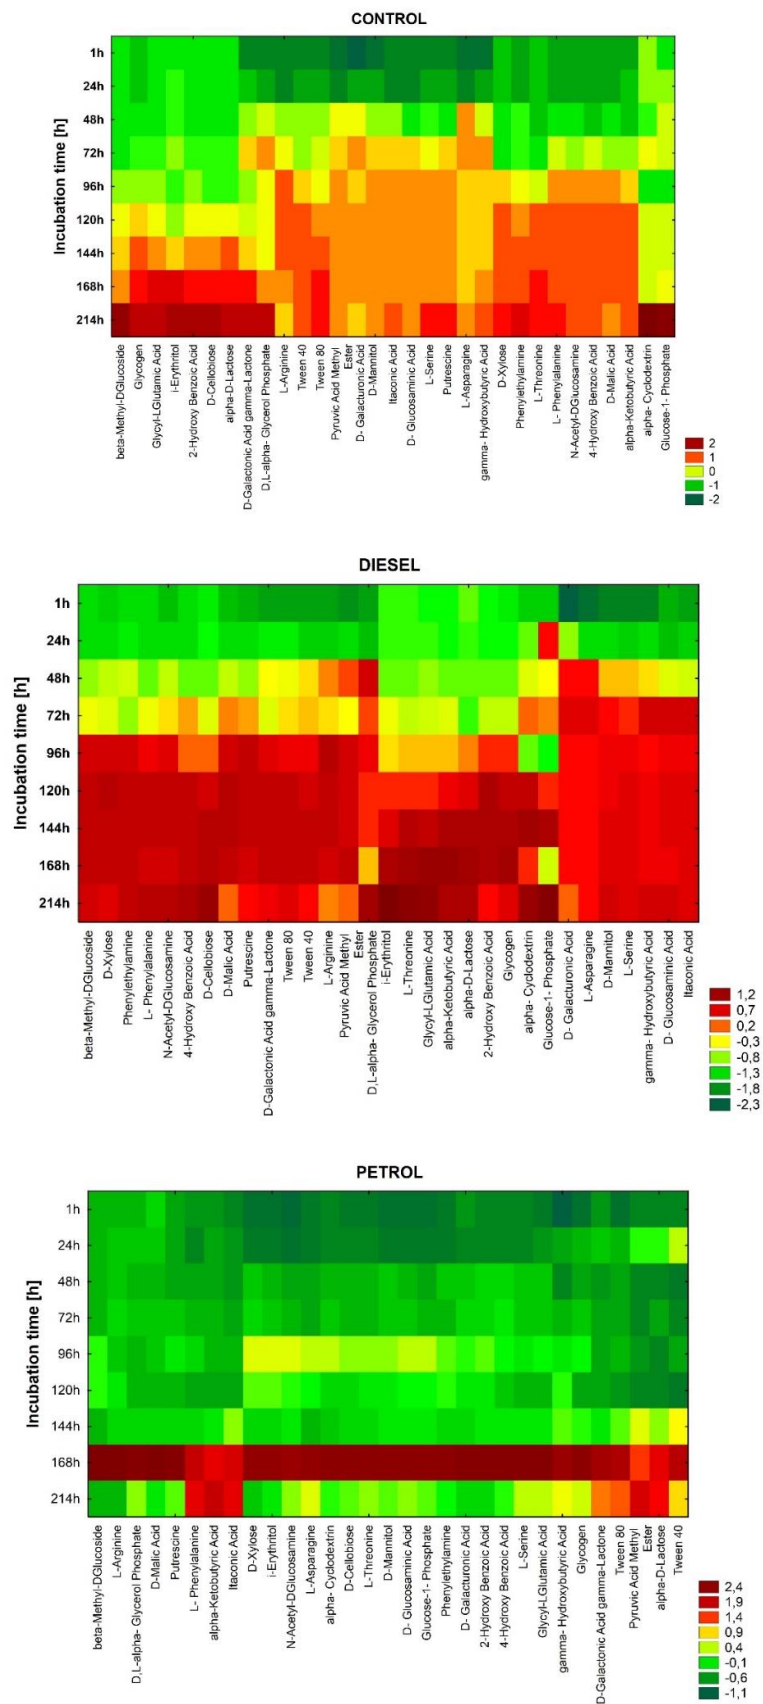 CONTROL
Incubation time [h]
1h
24h
48h
72h
96h
120h
144h
168h
214h
beta-Methyl-DGlucoside
Glycogen
Glycyl-LGlutamic Acid
i-Erythritol
2-Hydroxy Benzoic Acid
D-Cellobiose
alpha-D-Lactose
D-Galactonic Acid gamma-Lactone
D,L-alpha- Glycerol Phosphate
L-Arginine
Tween 40
Tween 80
Pyruvic Acid Methyl
Ester
D- Galacturonic Acid
D-Mannitol
Itaconic Acid
D- Glucosaminic Acid
L-Serine
Putrescine
L-Asparagine
gamma- Hydroxybutyric Acid
D-Xylose
Phenylethylamine
L-Threonine
L- Phenylalanine
N-Acetyl-DGlucosamine
4-Hydroxy Benzoic Acid
D-Malic Acid
alpha-Ketobutyric Acid
alpha- Cyclodextrin
Glucose-1- Phosphate
2
1
0
-1
-2
DIESEL
Incubation time [h]
1h
24h
48h
72h
96h
120h
144h
168h
214h
beta-Methyl-DGlucoside
D-Xylose
Phenylethylamine
L- Phenylalanine
N-Acetyl-DGlucosamine
4-Hydroxy Benzoic Acid
D-Cellobiose
D-Malic Acid
Putrescine
D-Galactonic Acid gamma-Lactone
Tween 80
Tween 40
L-Arginine
Pyruvic Acid Methyl
Ester
D,L-alpha- Glycerol Phosphate
i-Erythritol
L-Threonine
Glycyl-LGlutamic Acid
alpha-Ketobutyric Acid
alpha-D-Lactose
2-Hydroxy Benzoic Acid
Glycogen
alpha- Cyclodextrin
Glucose-1- Phosphate
D- Galacturonic Acid
L-Asparagine
D-Mannitol
L-Serine
gamma- Hydroxybutyric Acid
D- Glucosaminic Acid
Itaconic Acid
1,2
0,7
0,2
-0,3
-0,8
-1,3
-1,8
-2,3
PETROL
Incubation time [h]
1h
24h
48h
72h
96h
120h
144h
168h
214h
beta-Methyl-DGlucoside
L-Arginine
D,L-alpha- Glycerol Phosphate
D-Malic Acid
Putrescine
L- Phenylalanine
alpha-Ketobutyric Acid
Itaconic Acid
D-Xylose
i-Erythritol
N-Acetyl-DGlucosamine
L-Asparagine
alpha- Cyclodextrin
D-Cellobiose
L-Threonine
D-Mannitol
D- Glucosaminic Acid
Glucose-1- Phosphate
Phenylethylamine
D- Galacturonic Acid
2-Hydroxy Benzoic Acid
4-Hydroxy Benzoic Acid
L-Serine
Glycyl-LGlutamic Acid
gamma- Hydroxybutyric Acid
Glycogen
D-Galactonic Acid gamma-Lactone
Tween 80
Pyruvic Acid Methyl
Ester
alpha-D-Lactose
Tween 40
2,4
1,9
1,4
0,9
0,4
-0,1
-0,6
-1,1